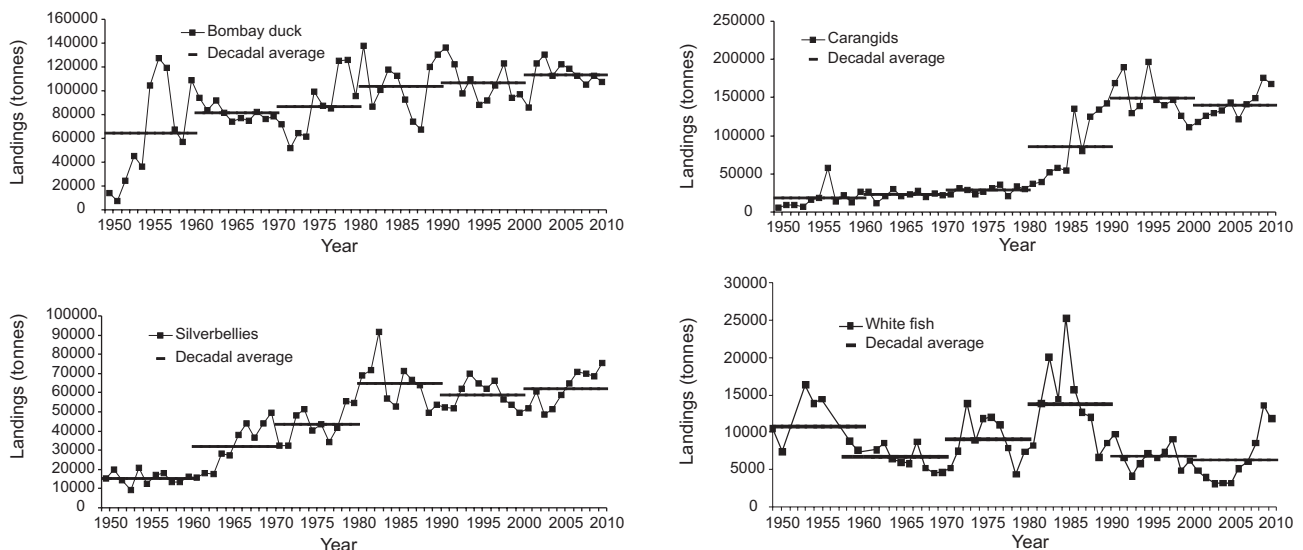 Landings (tonnes)
160000
140000
120000
100000
80000
60000
40000
20000
0
Bombay duck
Decadal average
1950 1955 1960 1965 1970 1975 1980 1985 1990 1995 2000 2005 2010
Year
Landings (tonnes)
250000
200000
150000
100000
50000
0
Carangids
Decadal average
1950 1955 1960 1965 1970 1975 1980 1985 1990 1995 2000 2005 2010
Year
Landings (tonnes)
100000
90000
80000
70000
60000
50000
40000
30000
20000
10000
0
Silverbellies
Decadal average
1950 1955 1960 1965 1970 1975 1980 1985 1990 1995 2000 2005 2010
Year
Landings (tonnes)
30000
25000
20000
15000
10000
5000
0
White fish
Decadal average
1950 1955 1960 1965 1970 1975 1980 1985 1990 1995 2000 2005 2010
Year